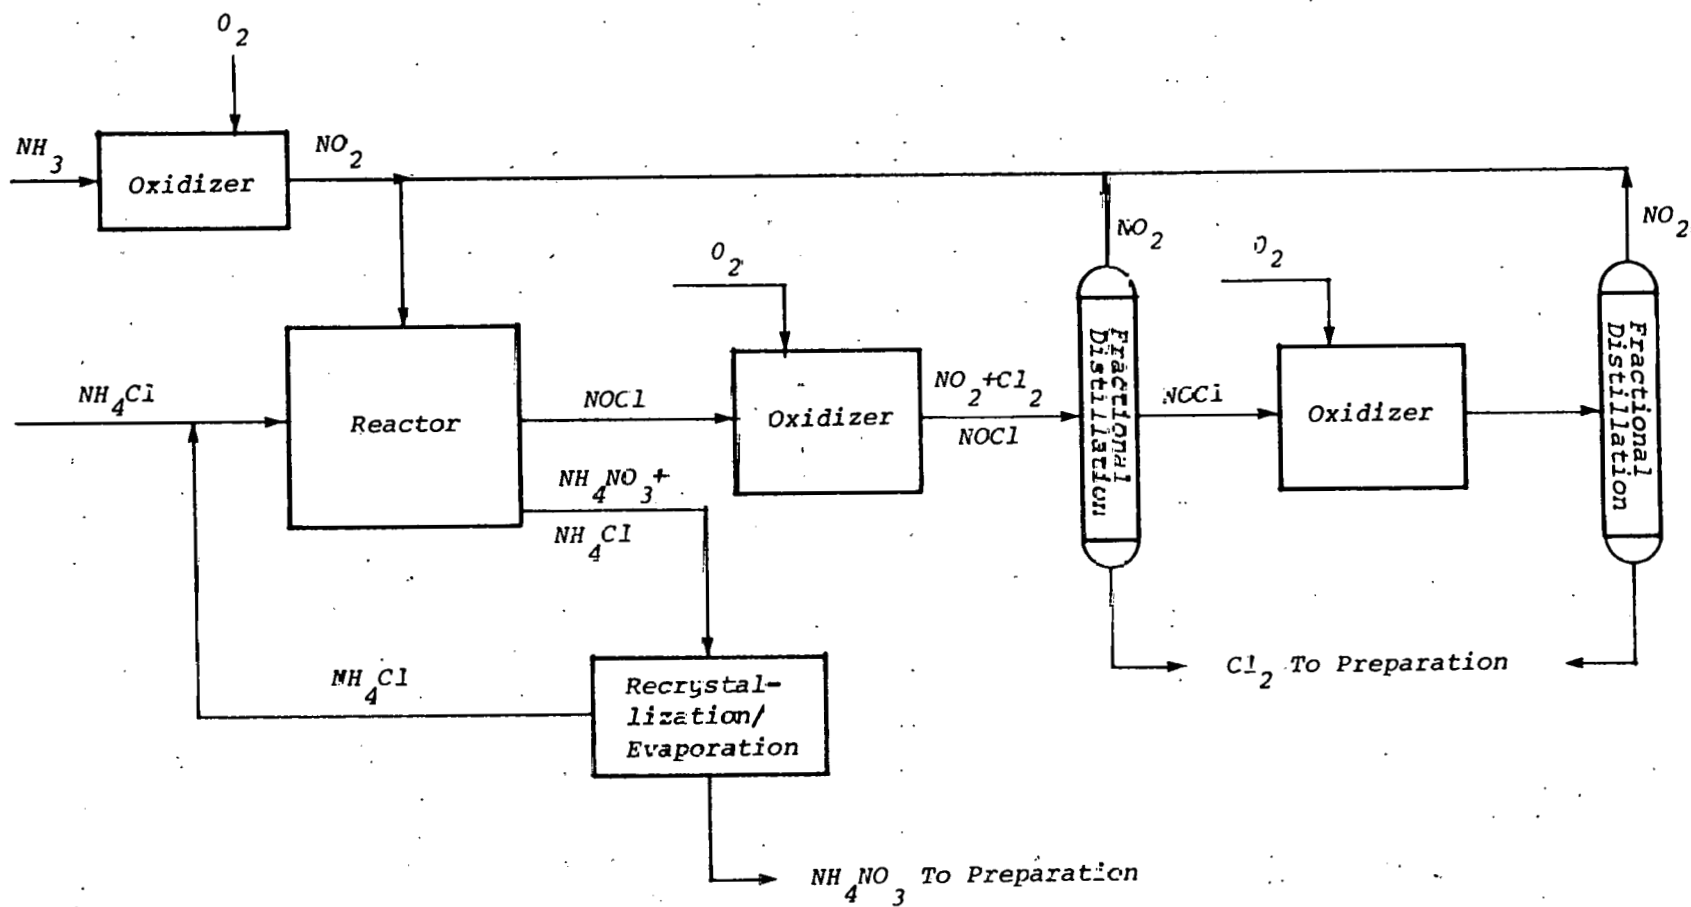 O2
NH3
Oxidizer
NO2
NO2
NO2
O2
O2
NH4Cl
Reactor
NOCl
Oxidizer
NO2+Cl2
NOCl
Fractional
Distillation
NOCl
Oxidizer
Fractional
Distillation
NH4NO3+
NH4Cl
NH4Cl
Recrystal-
lization/
Evaporation
Cl2 To Preparation
NH4NO3 To Preparation